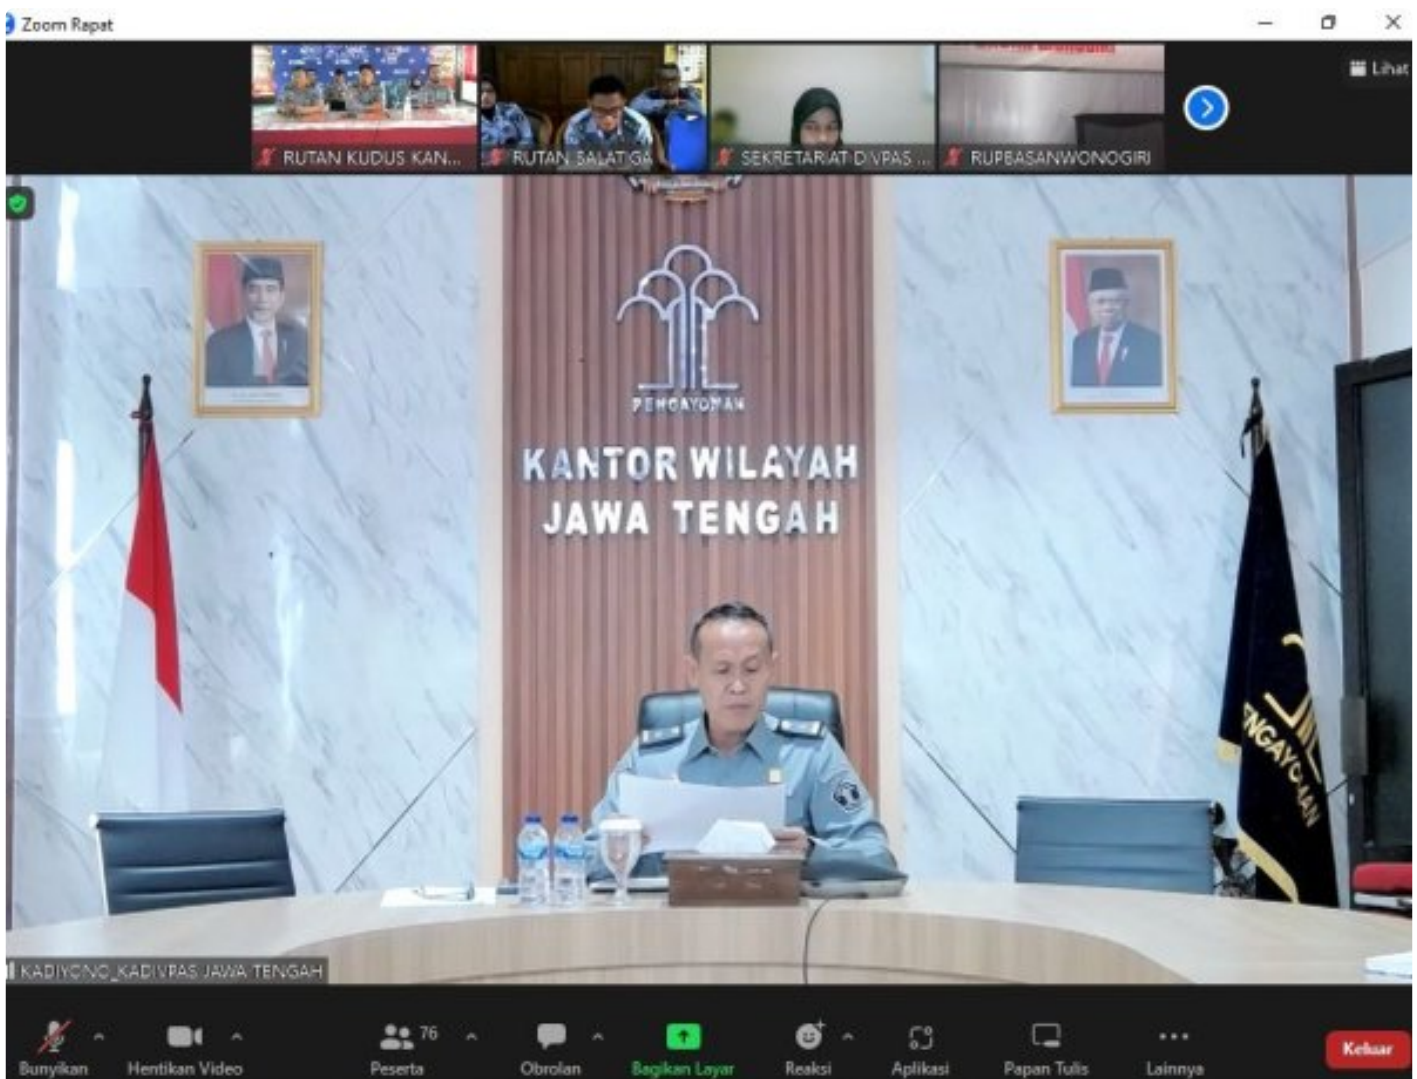 Zoom Rapat
Lihat
RUTAN KUDUS KAN...
RUTAN SALATIGA
SEKRETARIAT DIVPAS ...
RUPBASANWONOGIRI
PENGAYOMAN
KANTOR WILAYAH
JAWA TENGAH
PENGAYOMAN
KADIYONO_KADIVPAS JAWA TENGAH
76
Bunyikan
Hentikan Video
Peserta
Obrolan
Bagikan Layar
Reaksi
Aplikasi
Papan Tulis
Lainnya
Keluar